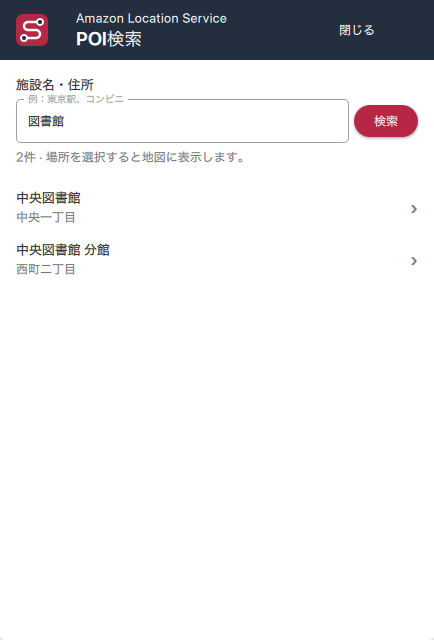 Amazon Location Service
POI検索
閉じる
施設名・住所
例：東京駅、コンビニ
図書館
検索
2件 · 場所を選択すると地図に表示します。
中央図書館
中央一丁目
中央図書館 分館
西町二丁目